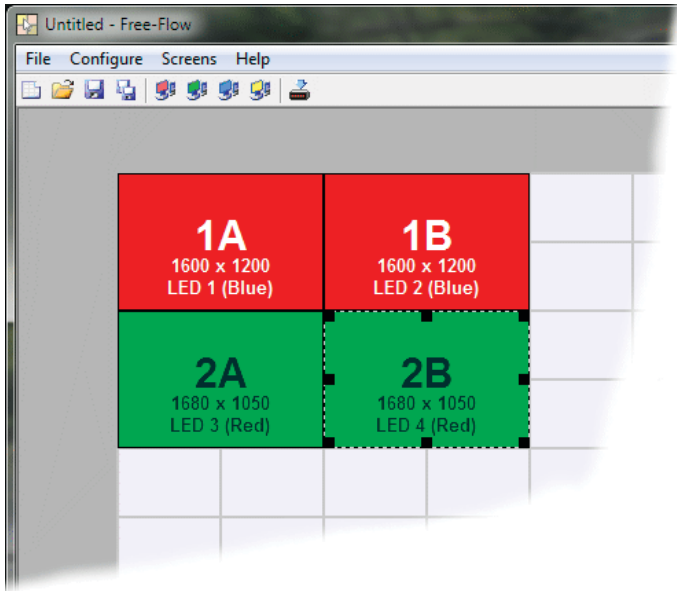 Untitled - Free-Flow
File Configure Screens Help
1A
1600 x 1200
LED 1 (Blue)
1B
1600 x 1200
LED 2 (Blue)
2A
1680 x 1050
LED 3 (Red)
2B
1680 x 1050
LED 4 (Red)